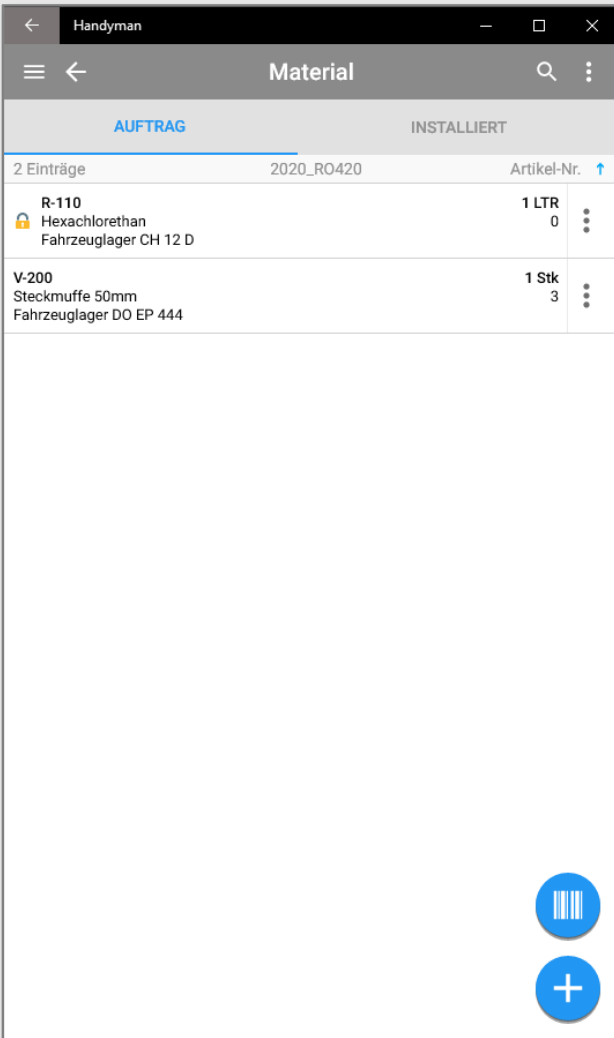 Handyman
Material
AUFTRAG INSTALLIERT
2 Einträge 2020_RO420 Artikel-Nr.
R-110 1 LTR
Hexachlorethan 0
Fahrzeuglager CH 12 D
V-200 1 Stk
Steckmuffe 50mm 3
Fahrzeuglager DO EP 444